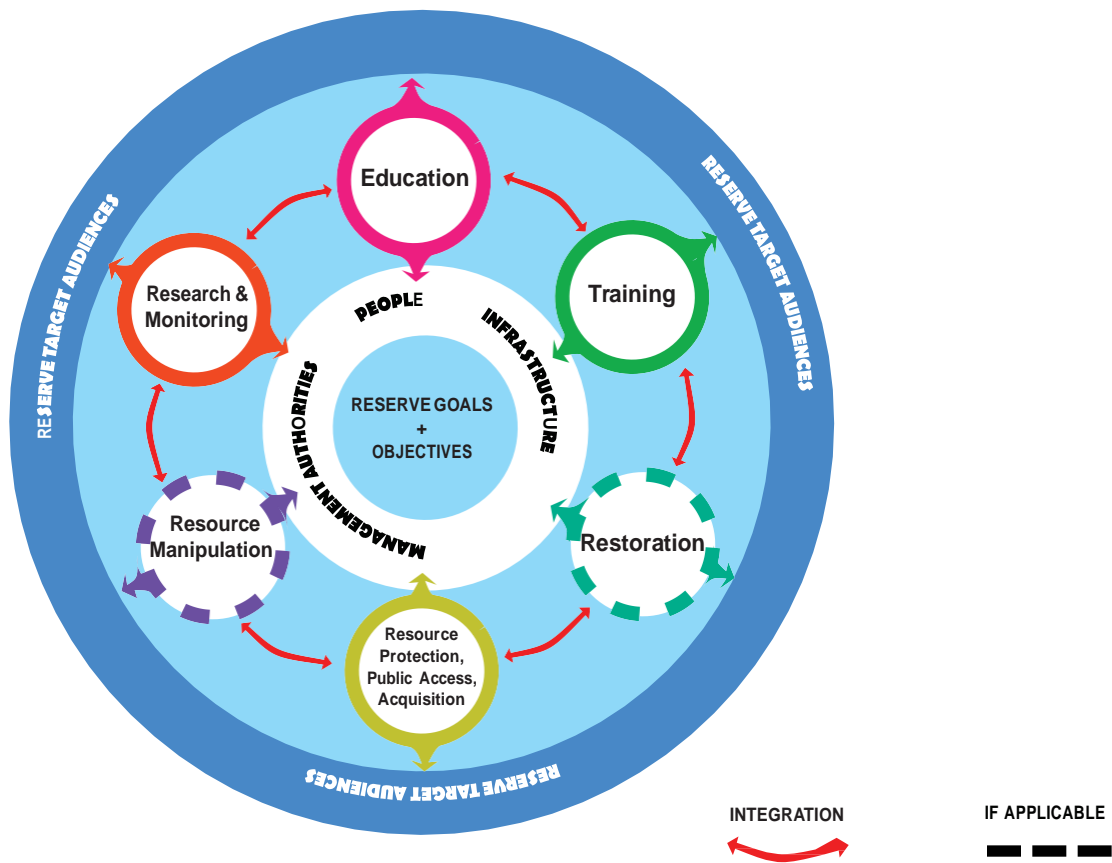 Education
RESERVE TARGET AUDIENCES
RESERVE TARGET AUDIENCES
Research &
Monitoring
Training
PEOPLE
INFRASTRUCTURE
MANAGEMENT AUTHORITIES
RESERVE GOALS
+
OBJECTIVES
Resource
Manipulation
Restoration
Resource
Protection,
Public Access,
Acquisition
RESERVE TARGET AUDIENCES
INTEGRATION
IF APPLICABLE